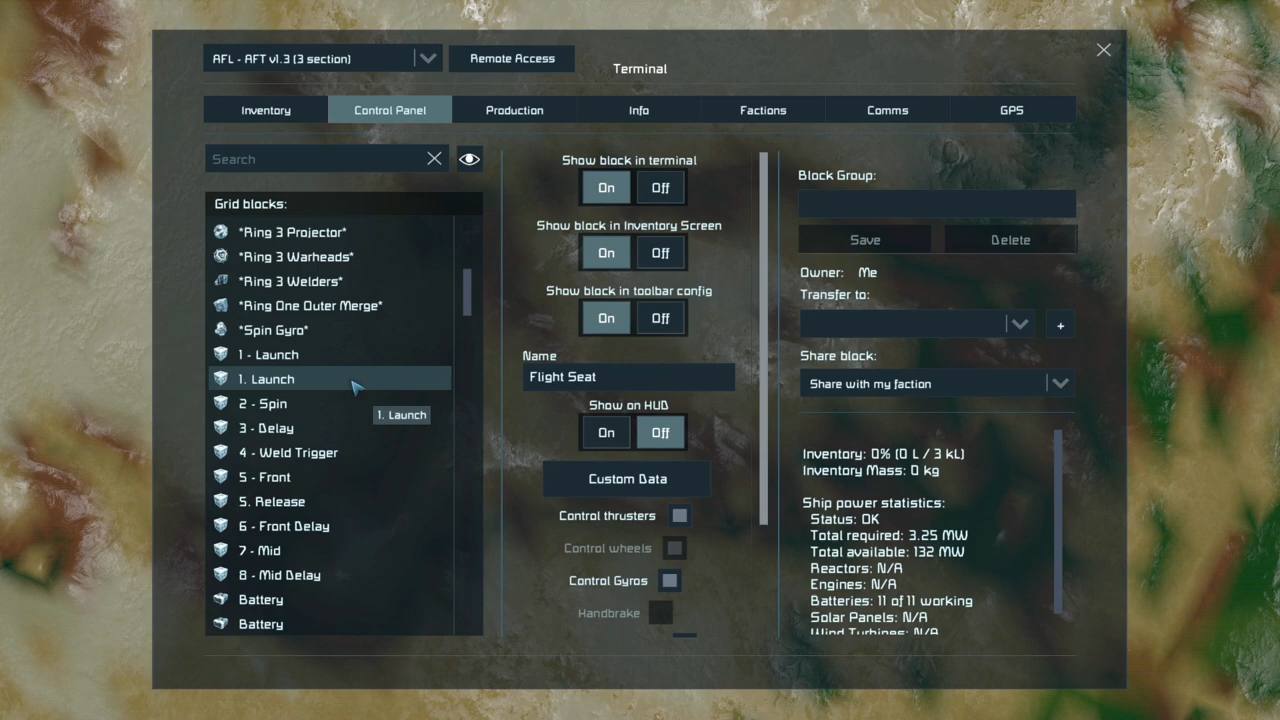 AFL - AFT v1.3 (3 section)
Remote Access
Terminal
Inventory
Control Panel
Production
Info
Factions
Comms
GPS
Search
Grid blocks:
*Ring 3 Projector*
*Ring 3 Warheads*
*Ring 3 Welders*
*Ring One Outer Merge*
*Spin Gyro*
1 - Launch
1. Launch
2 - Spin
1. Launch
3 - Delay
4 - Weld Trigger
5 - Front
5. Release
6 - Front Delay
7 - Mid
8 - Mid Delay
Battery
Battery
Show block in terminal
On Off
Show block in Inventory Screen
On Off
Show block in toolbar config
On Off
Name
Flight Seat
Show on HUD
On Off
Custom Data
Control thrusters
Control wheels
Control Gyros
Handbrake
Block Group:
Save
Delete
Owner: Me
Transfer to:
+
Share block:
Share with my faction
Inventory: 0% (0 L / 3 kL)
Inventory Mass: 0 kg
Ship power statistics:
Status: OK
Total required: 3.25 MW
Total available: 132 MW
Reactors: N/A
Engines: N/A
Batteries: 11 of 11 working
Solar Panels: N/A
Wind Turbines: N/A